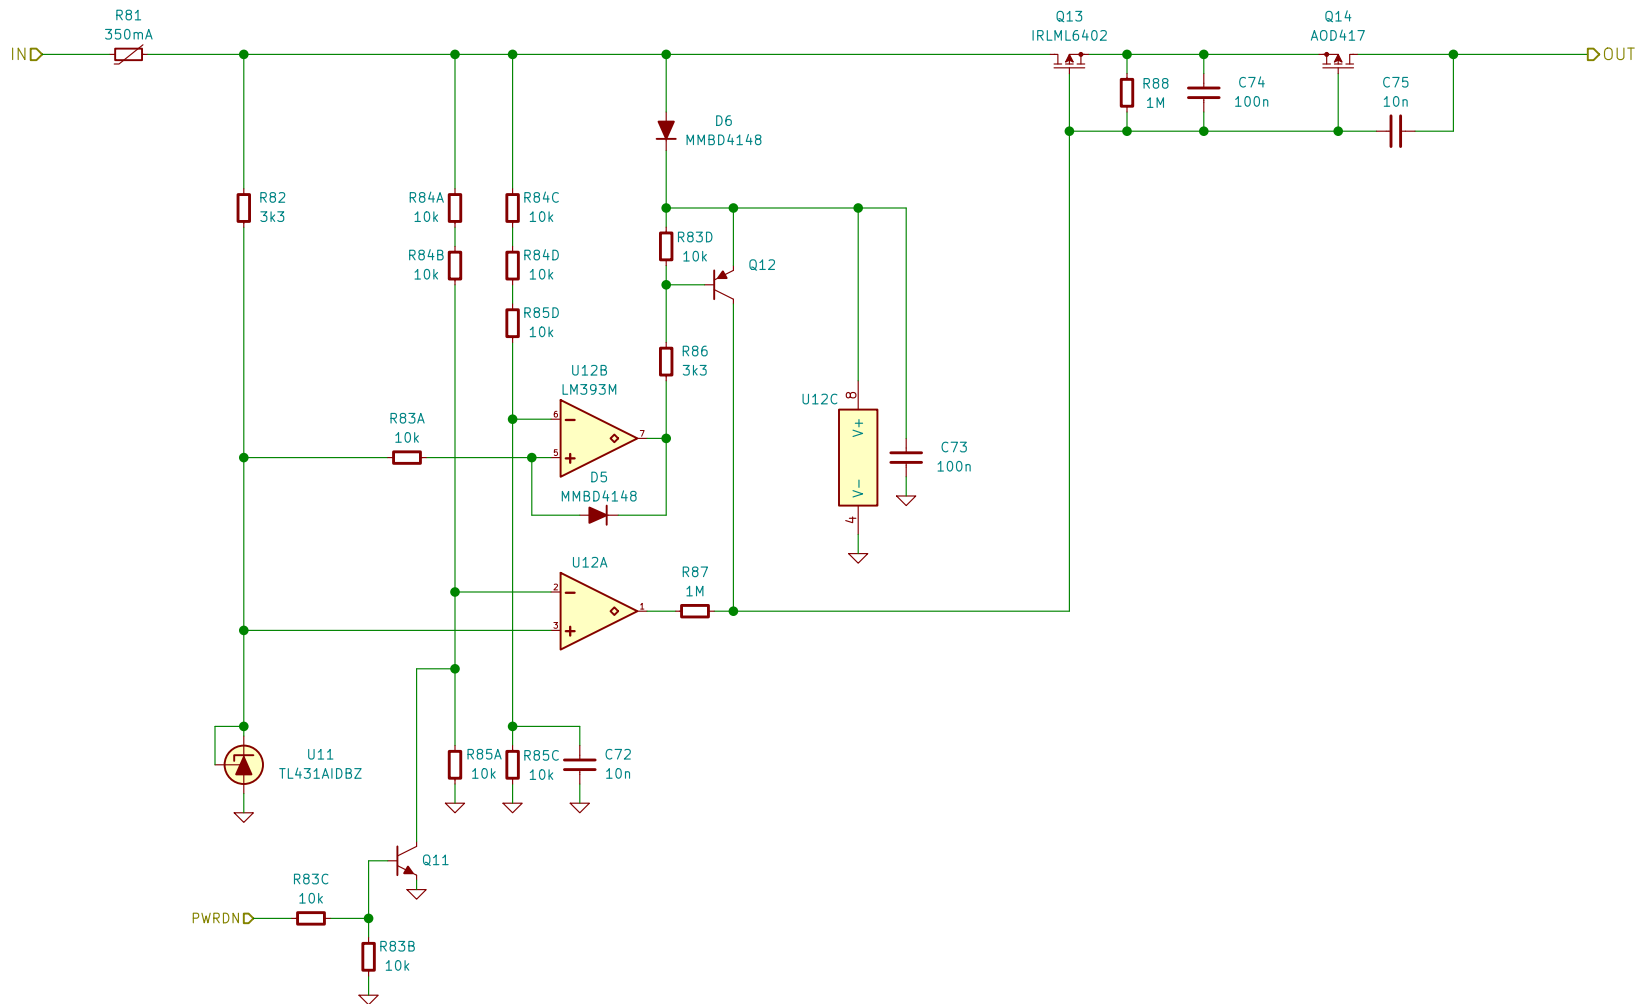 R81
350mA
IN
Q13
IRLML6402
Q14
AOD417
OUT
R88
1M
C74
100n
C75
10n
D6
MMBD4148
R82
3k3
R84A
10k
R84C
10k
R84B
10k
R84D
10k
R83D
10k
Q12
R85D
10k
R86
3k3
U12B
LM393M
6
5
7
R83A
10k
D5
MMBD4148
U12C
8
V+
V-
4
C73
100n
U12A
2
3
1
R87
1M
U11
TL431AIDBZ
R85A
10k
R85C
10k
C72
10n
Q11
R83C
10k
PWRDN
R83B
10k